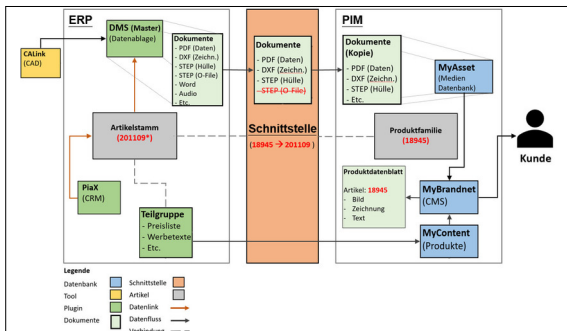 ERP
CALink
(CAD)
DMS (Master)
(Datenablage)
Dokumente
- PDF (Daten)
- DXF (Zeichn.)
- STEP (Hülle)
- STEP (O-File)
- Word
- Audio
- Etc.
Artikelstamm
(201109*)
PiaX
(CRM)
Teilgruppe
- Preisliste
- Werbetexte
- Etc.
Dokumente
- PDF (Daten)
- DXF (Zeichn.)
- STEP (Hülle)
- STEP (O-File)
Schnittstelle
(18945 → 201109)
PIM
Dokumente
(Kopie)
- PDF (Daten)
- DXF (Zeichn.)
- STEP (Hülle)
- Etc.
MyAsset
(Medien
Datenbank)
Produktfamilie
(18945)
Kunde
Produktdatenblatt
Artikel: 18945
- Bild
- Zeichnung
- Text
MyBrandnet
(CMS)
MyContent
(Produkte)
Legende
Datenbank
Schnittstelle
Tool
Artikel
Plugin
Datenlink
Dokumente
Datenfluss
Verbindung